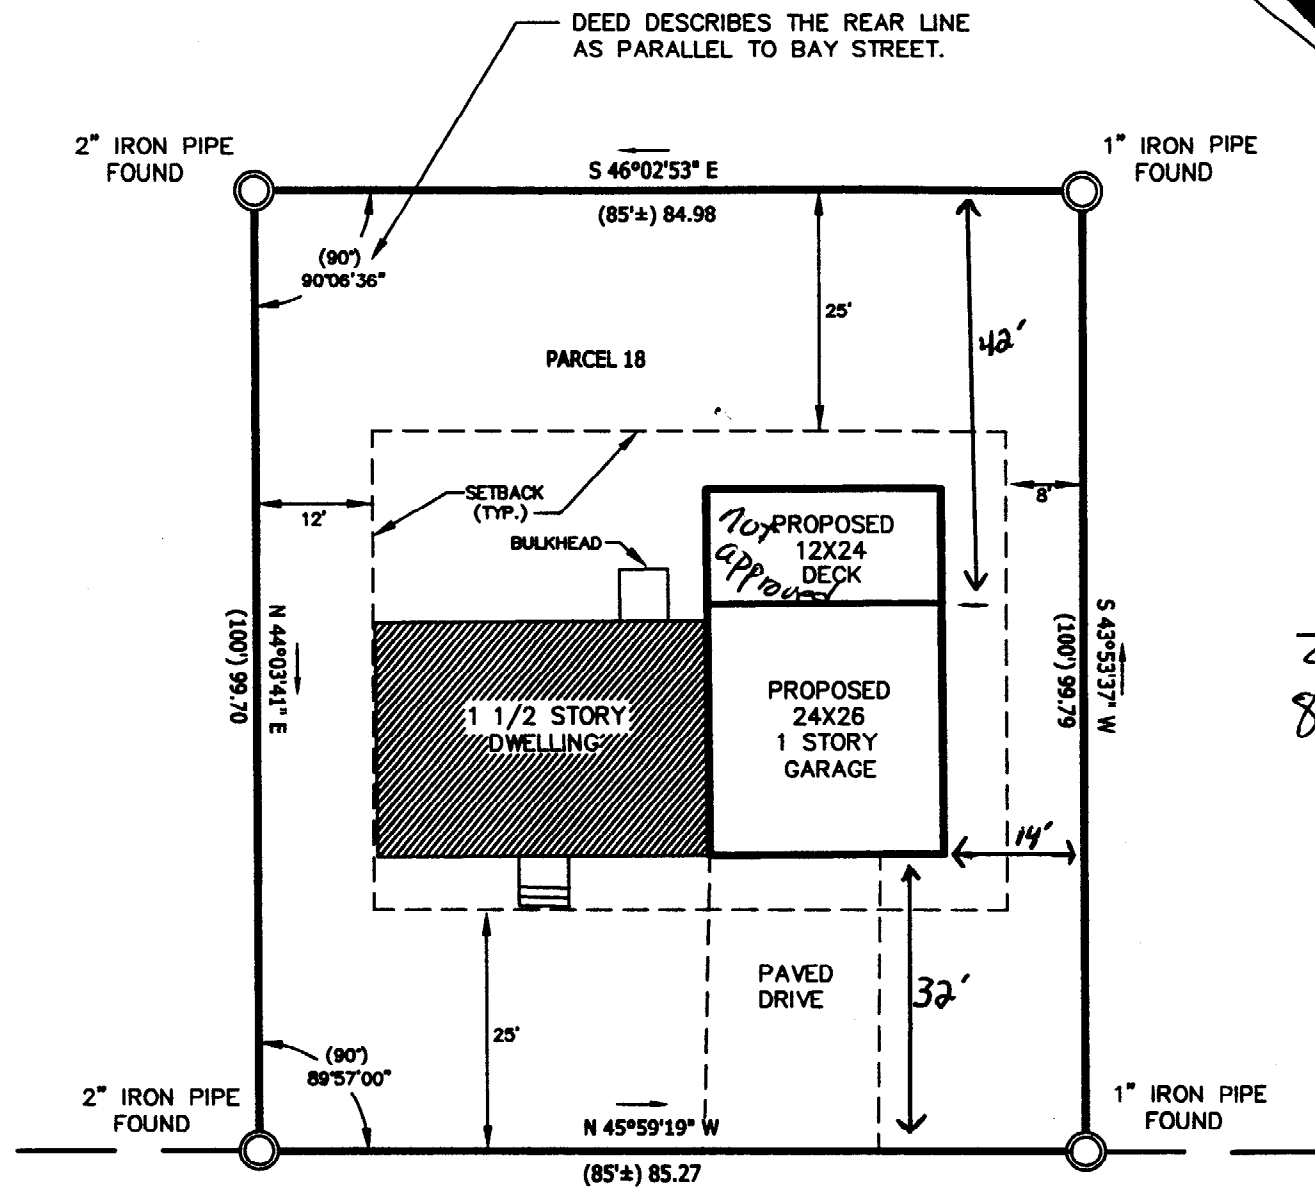 DEED DESCRIBES THE REAR LINE
AS PARALLEL TO BAY STREET.
2" IRON PIPE
FOUND
1" IRON PIPE
FOUND
S 46°02'53" E
(85'±) 84.98
(90°)
90°06'36"
25'
42'
PARCEL 18
SETBACK
(TYP.)
12'
8'
BULKHEAD
Not
approved
PROPOSED
12X24
DECK
N 44°03'41" E
(100') 99.70
S 43°53'37" W
(100') 99.79
1 1/2 STORY
DWELLING
PROPOSED
24X26
1 STORY
GARAGE
8
14'
PAVED
DRIVE
32'
25'
(90°)
89°57'00"
2" IRON PIPE
FOUND
1" IRON PIPE
FOUND
N 45°59'19" W
(85'±) 85.27